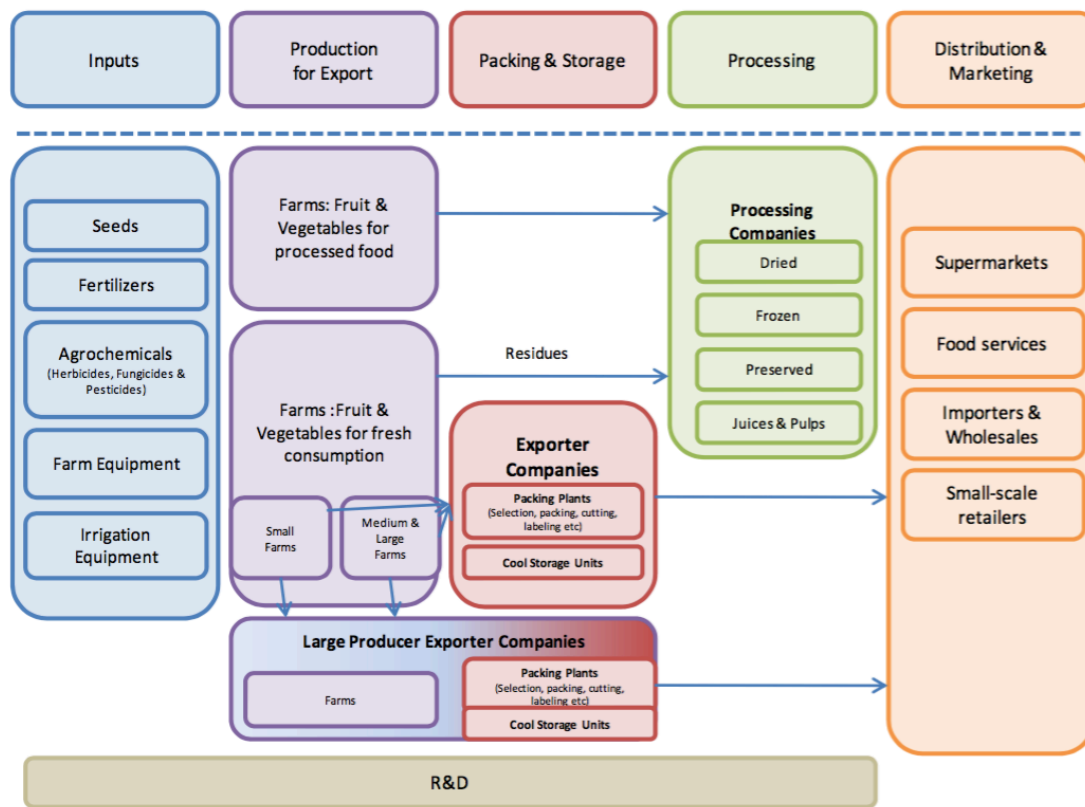 Inputs
Production
for Export
Packing & Storage
Processing
Distribution &
Marketing
Seeds
Fertilizers
Agrochemicals
(Herbicides, Fungicides &
Pesticides)
Farm Equipment
Irrigation
Equipment
Farms: Fruit &
Vegetables for
processed food
Farms :Fruit &
Vegetables for fresh
consumption
Small
Farms
Medium &
Large
Farms
Residues
Exporter
Companies
Packing Plants
(Selection, packing, cutting,
labeling etc)
Cool Storage Units
Large Producer Exporter Companies
Farms
Packing Plants
(Selection, packing, cutting,
labeling etc)
Cool Storage Units
Processing
Companies
Dried
Frozen
Preserved
Juices & Pulps
Supermarkets
Food services
Importers &
Wholesales
Small-scale
retailers
R&D